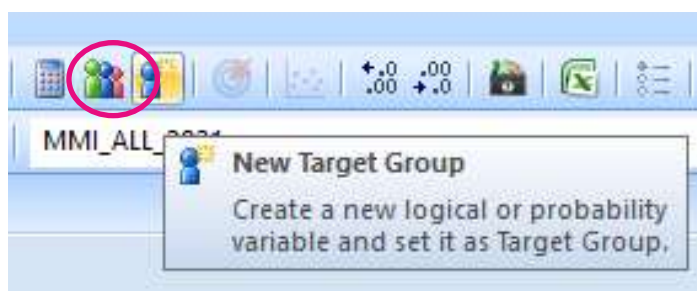 ←.0 .00
.00 →.0
MMI_ALL_2021
New Target Group
Create a new logical or probability
variable and set it as Target Group.